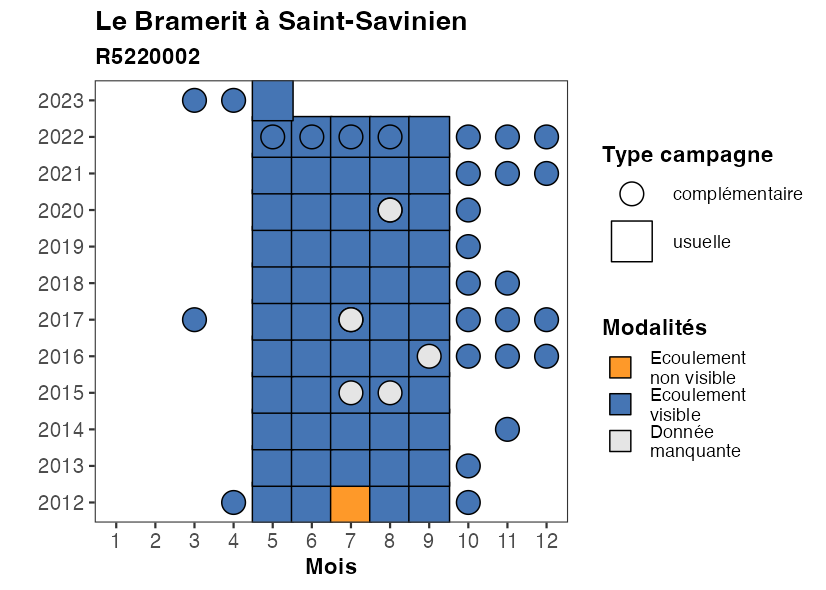 Le Bramerit à Saint-Savinien
R5220002
2023
2022
2021
2020
2019
2018
2017
2016
2015
2014
2013
2012
1 2 3 4 5 6 7 8 9 10 11 12
Mois
Type campagne
complémentaire
usuelle
Modalités
Ecoulement
non visible
Ecoulement
visible
Donnée
manquante